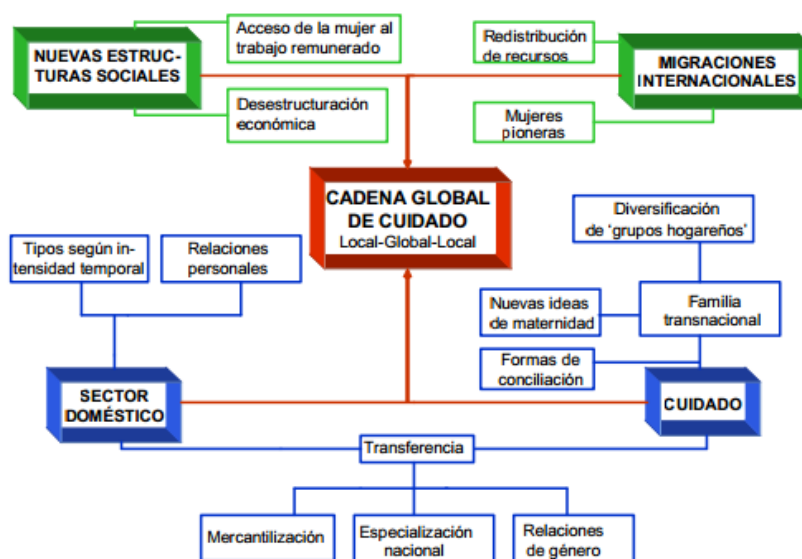 Acceso de la mujer al
trabajo remunerado
NUEVAS ESTRUC-
TURAS SOCIALES
Desestructuración
económica
Redistribución
de recursos
MIGRACIONES
INTERNACIONALES
Mujeres
pioneras
CADENA GLOBAL
DE CUIDADO
Local-Global-Local
Diversificación
de ‘grupos hogareños’
Tipos según in-
tensidad temporal
Relaciones
personales
Nuevas ideas
de maternidad
Familia
transnacional
Formas de
conciliación
SECTOR
DOMÉSTICO
CUIDADO
Transferencia
Mercantilización
Especialización
nacional
Relaciones
de género